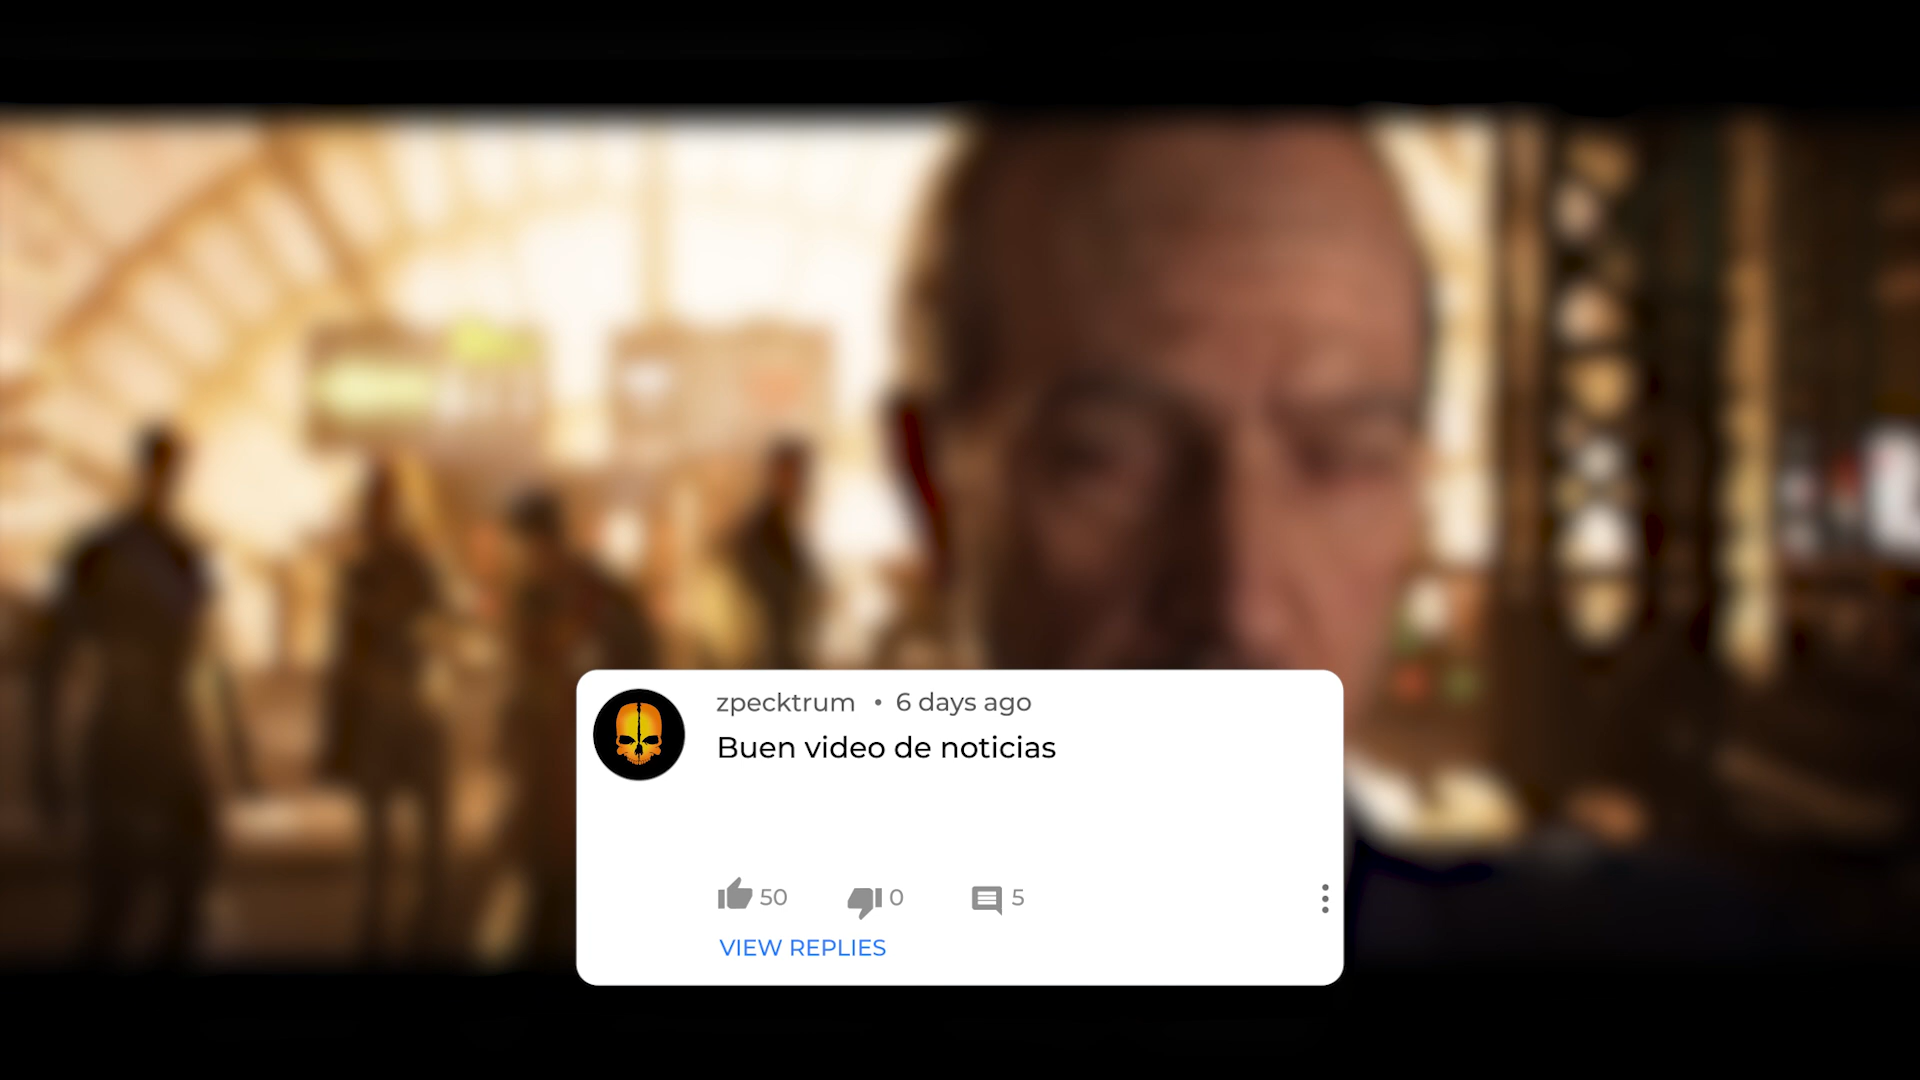 zpecktrum • 6 days ago
Buen video de noticias
50 0 5
VIEW REPLIES